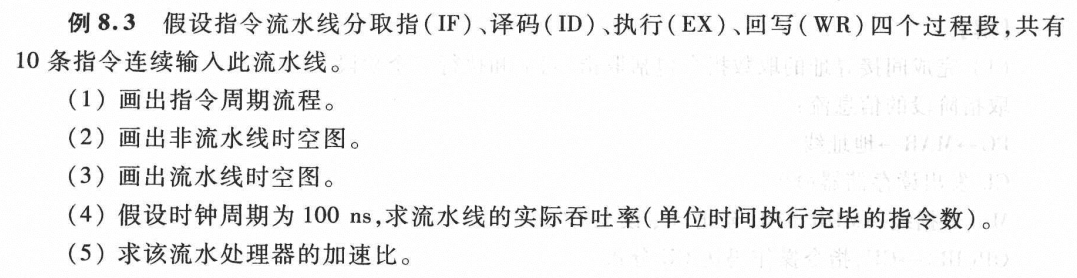 例 8.3 假设指令流水线分取指(IF)、译码(ID)、执行(EX)、回写(WR)四个过程段,共有
10 条指令连续输入此流水线。
(1) 画出指令周期流程。
(2) 画出非流水线时空图。
(3) 画出流水线时空图。
(4) 假设时钟周期为 100 ns,求流水线的实际吞吐率(单位时间执行完毕的指令数)。
(5) 求该流水处理器的加速比。